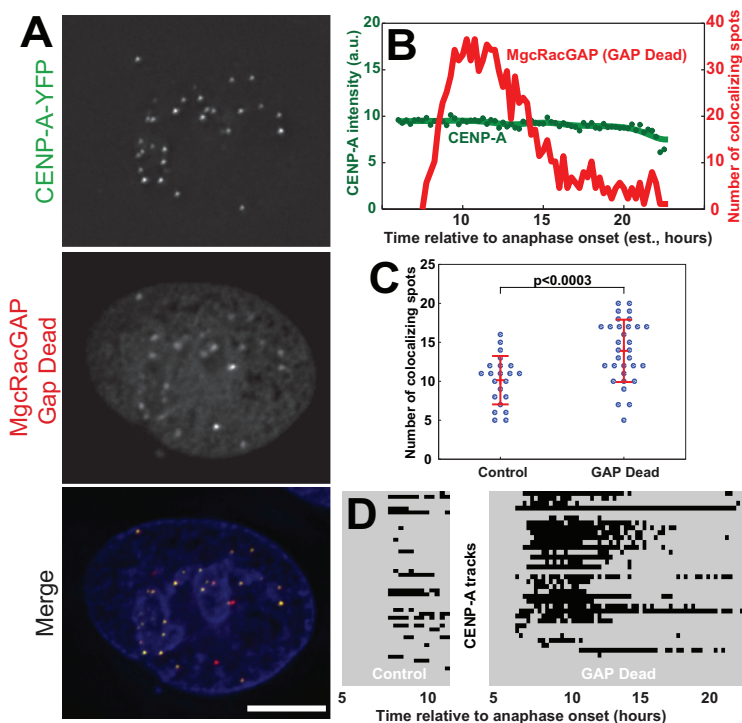 A
CENP-A-YFP
MgcRacGAP
Gap Dead
Merge
B
CENP-A intensity (a.u.)
20
15
10
5
0
MgcRacGAP (GAP Dead)
CENP-A
40
30
20
10
0
Number of colocalizing spots
10 15 20
Time relative to anaphase onset (est., hours)
C
Number of colocalizing spots
25
20
15
10
5
0
p<0.0003
Control GAP Dead
D
CENP-A tracks
Control GAP Dead
5 10 5 10 15 20
Time relative to anaphase onset (hours)